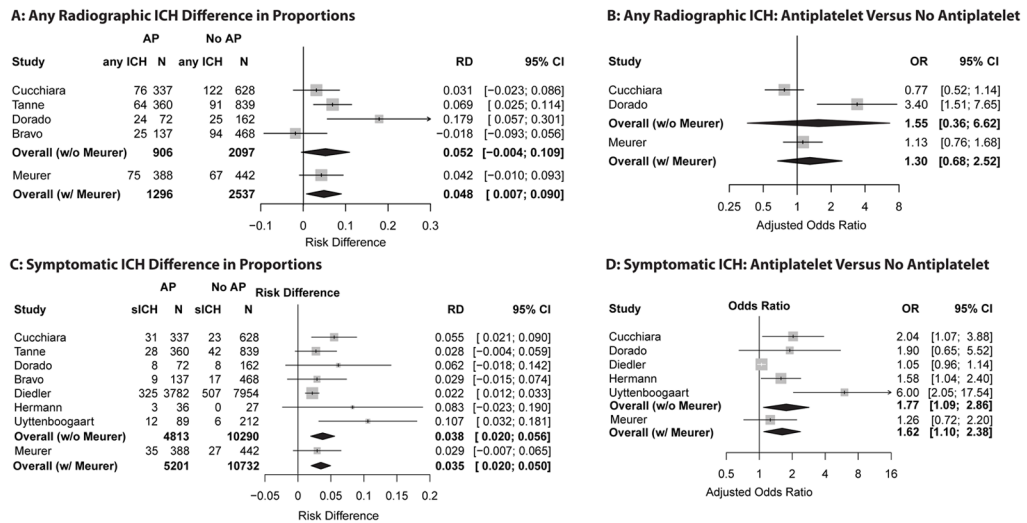 A: Any Radiographic ICH Difference in Proportions
AP No AP
Study any ICH N any ICH N RD 95% CI
Cucchiara 76 337 122 628 0.031 [−0.023; 0.086]
Tanne 64 360 91 839 0.069 [ 0.025; 0.114]
Dorado 24 72 25 162 0.179 [ 0.057; 0.301]
Bravo 25 137 94 468 −0.018 [−0.093; 0.056]
Overall (w/o Meurer) 906 2097 0.052 [−0.004; 0.109]
Meurer 75 388 67 442 0.042 [−0.010; 0.093]
Overall (w/ Meurer) 1296 2537 0.048 [ 0.007; 0.090]
−0.1 0 0.1 0.2 0.3
Risk Difference
B: Any Radiographic ICH: Antiplatelet Versus No Antiplatelet
Study OR 95% CI
Cucchiara 0.77 [0.52; 1.14]
Dorado 3.40 [1.51; 7.65]
Overall (w/o Meurer) 1.55 [0.36; 6.62]
Meurer 1.13 [0.76; 1.68]
Overall (w/ Meurer) 1.30 [0.68; 2.52]
0.25 0.5 1 2 4 8
Adjusted Odds Ratio
C: Symptomatic ICH Difference in Proportions
AP No AP Risk Difference
Study sICH N sICH N RD 95% CI
Cucchiara 31 337 23 628 0.055 [ 0.021; 0.090]
Tanne 28 360 42 839 0.028 [−0.004; 0.059]
Dorado 8 72 8 162 0.062 [−0.018; 0.142]
Bravo 9 137 17 468 0.029 [−0.015; 0.074]
Diedler 325 3782 507 7954 0.022 [ 0.012; 0.033]
Hermann 3 36 0 27 0.083 [−0.023; 0.190]
Uyttenboogaart 12 89 6 212 0.107 [ 0.032; 0.181]
Overall (w/o Meurer) 4813 10290 0.038 [ 0.020; 0.056]
Meurer 35 388 27 442 0.029 [−0.007; 0.065]
Overall (w/ Meurer) 5201 10732 0.035 [ 0.020; 0.050]
−0.05 0 0.05 0.1 0.15 0.2
Risk Difference
D: Symptomatic ICH: Antiplatelet Versus No Antiplatelet
Odds Ratio
Study OR 95% CI
Cucchiara 2.04 [1.07; 3.88]
Dorado 1.90 [0.65; 5.52]
Diedler 1.05 [0.96; 1.14]
Hermann 1.58 [1.04; 2.40]
Uyttenboogaart 6.00 [2.05; 17.54]
Overall (w/o Meurer) 1.77 [1.09; 2.86]
Meurer 1.26 [0.72; 2.20]
Overall (w/ Meurer) 1.62 [1.10; 2.38]
0.5 1 2 4 8 16
Adjusted Odds Ratio